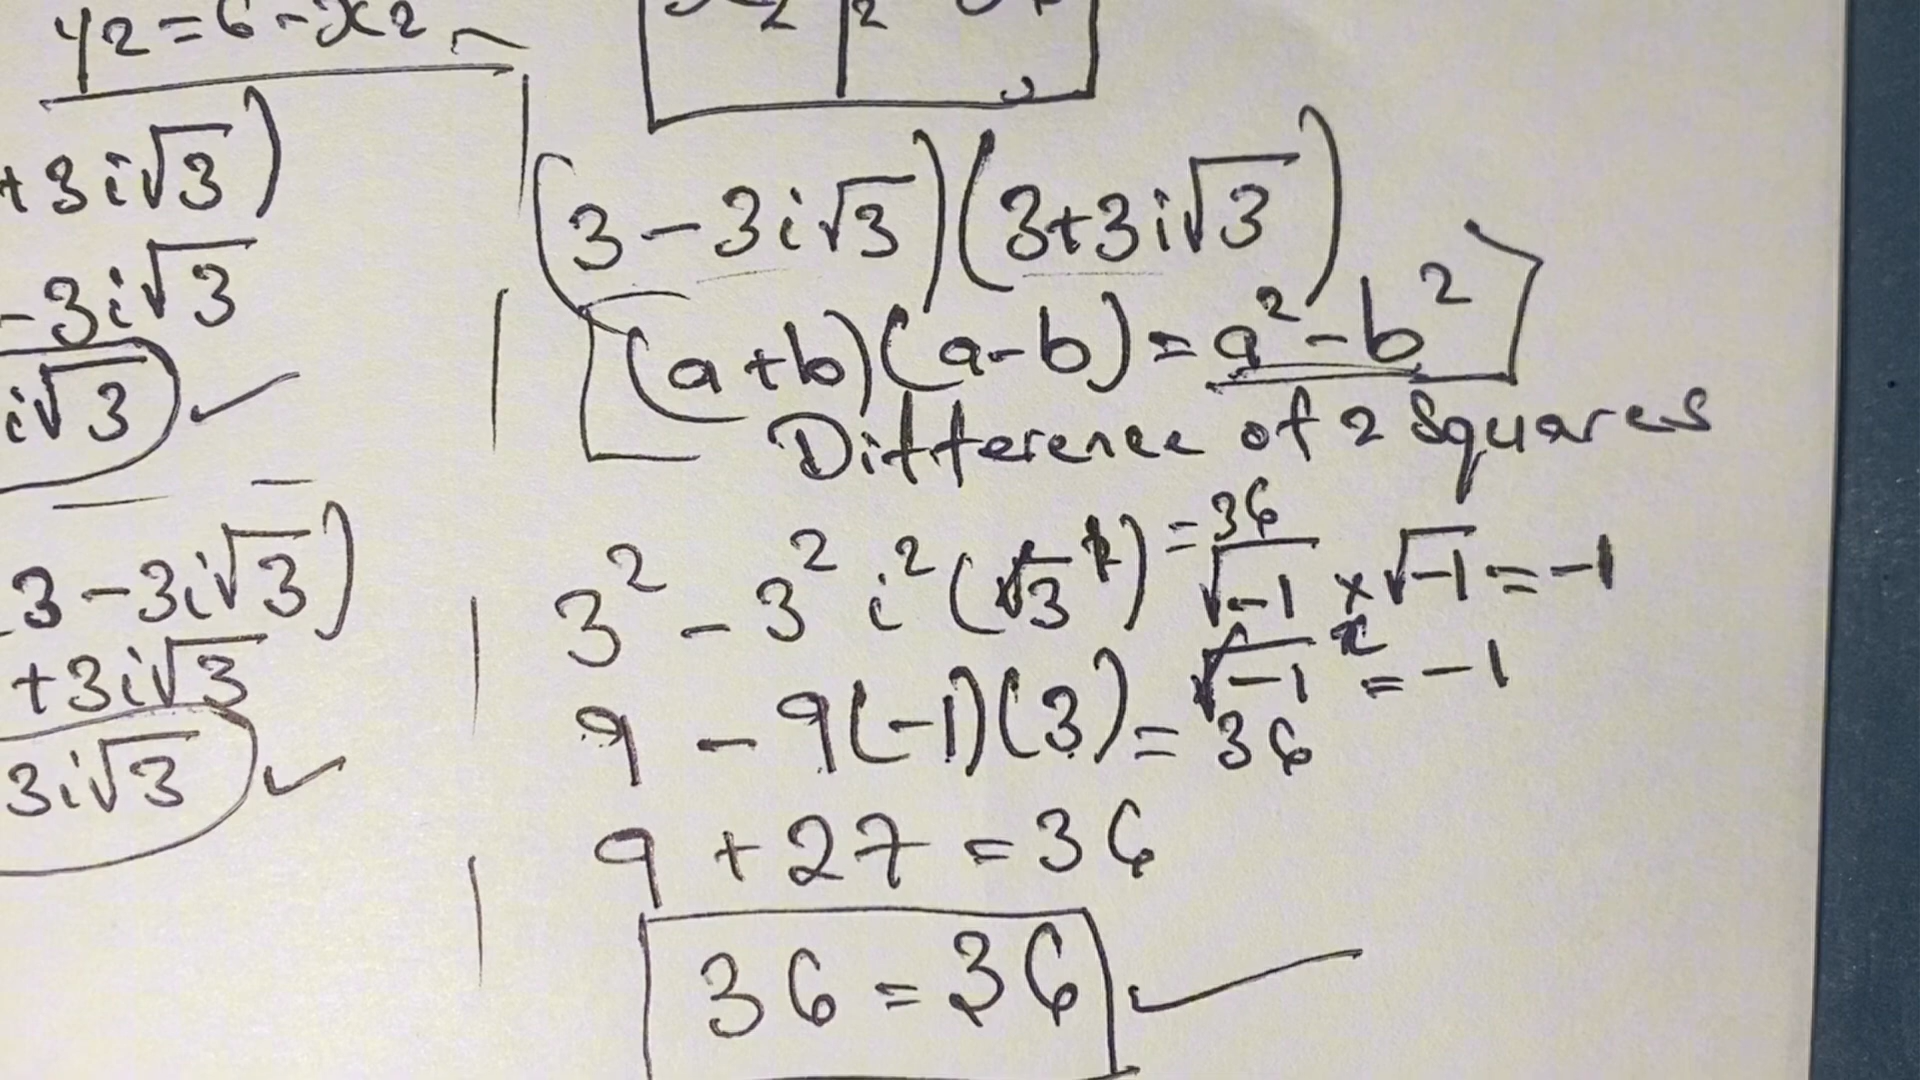 y2=6-x2
+3i√3)
-3i√3
i√3) ✓
3-3i√3)
+3i√3
3i√3 ✓
(3-3i√3)(3+3i√3)
(a+b)(a-b)=a²-b²
Difference of 2 Squares
3²-3²i²(√3²)=36
√-1×√-1=-1
√-1²=-1
9-9(-1)(3)=36
9+27=36
36=36 ✓